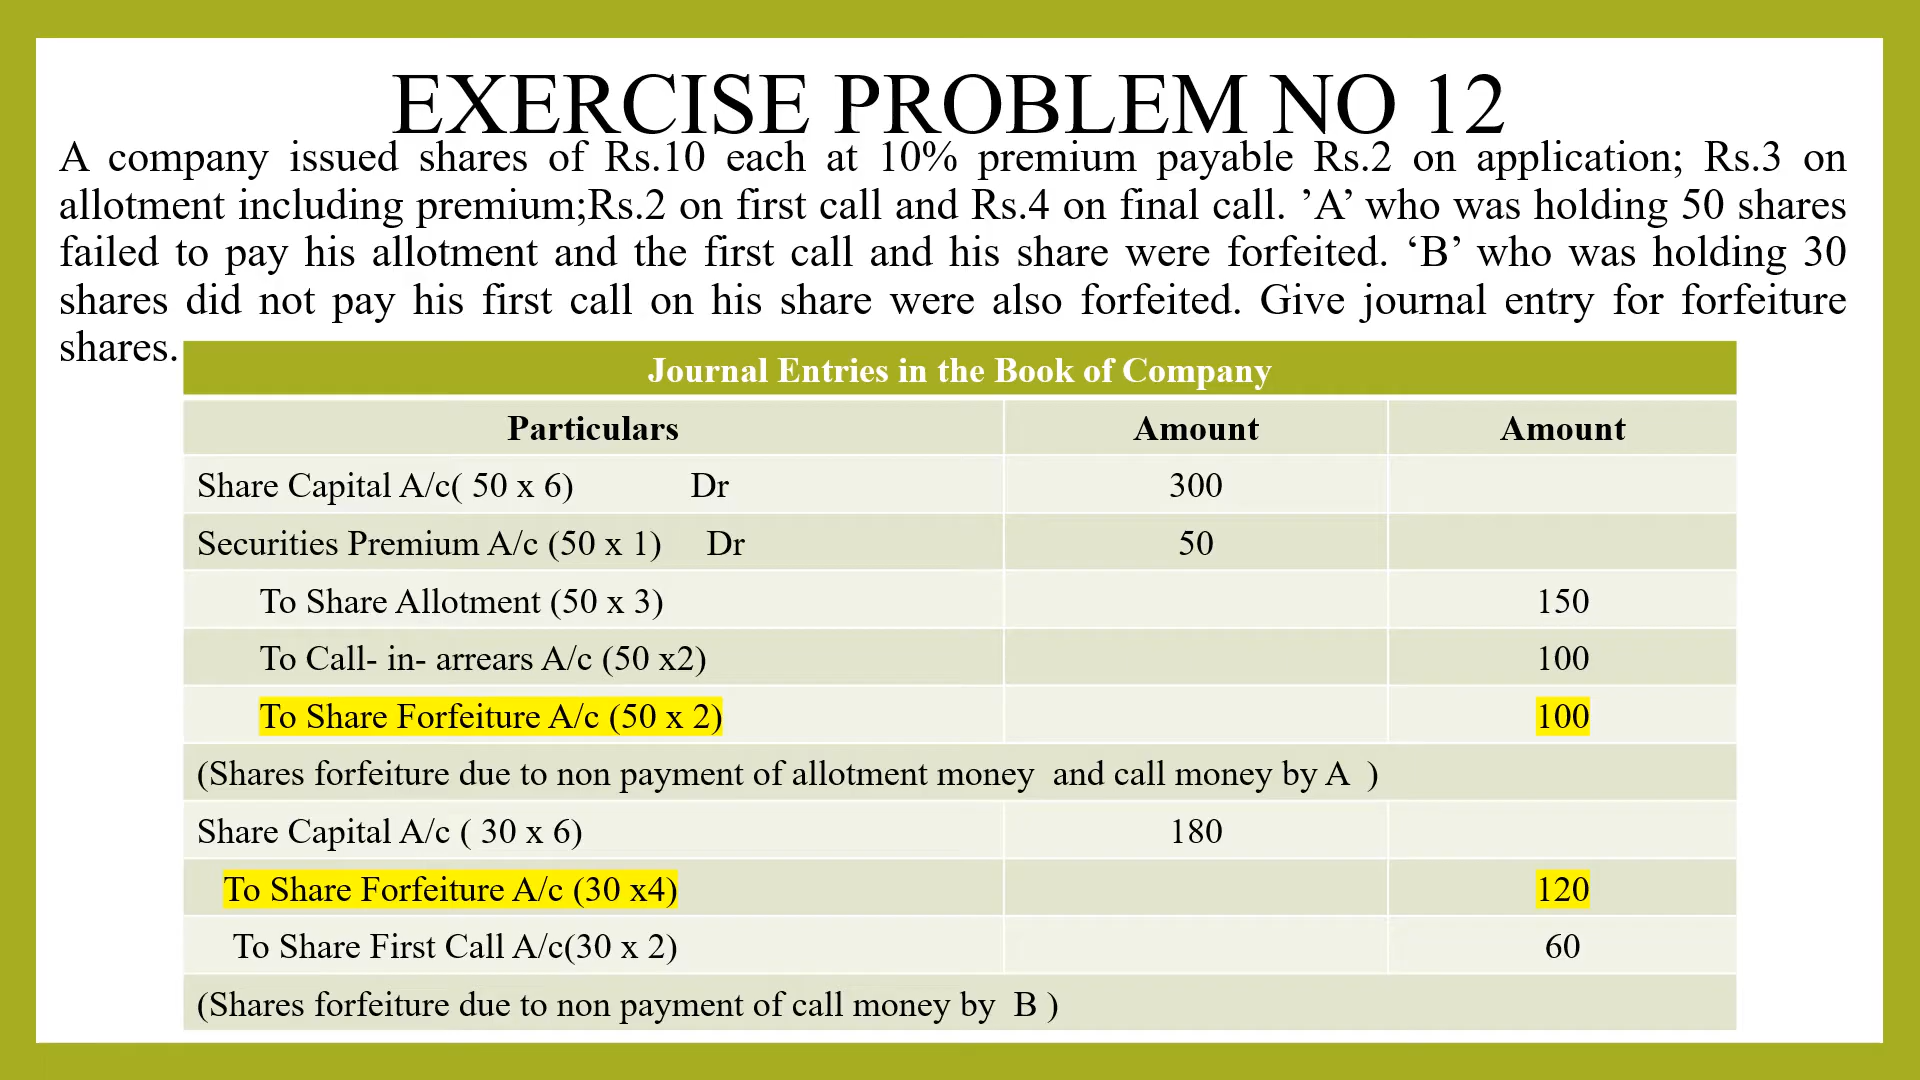 EXERCISE PROBLEM NO 12
A company issued shares of Rs.10 each at 10% premium payable Rs.2 on application; Rs.3 on
allotment including premium;Rs.2 on first call and Rs.4 on final call. ’A’ who was holding 50 shares
failed to pay his allotment and the first call and his share were forfeited. ‘B’ who was holding 30
shares did not pay his first call on his share were also forfeited. Give journal entry for forfeiture
shares.
Journal Entries in the Book of Company
Particulars Amount Amount
Share Capital A/c( 50 x 6) Dr 300
Securities Premium A/c (50 x 1) Dr 50
To Share Allotment (50 x 3) 150
To Call- in- arrears A/c (50 x2) 100
To Share Forfeiture A/c (50 x 2) 100
(Shares forfeiture due to non payment of allotment money and call money by A )
Share Capital A/c ( 30 x 6) 180
To Share Forfeiture A/c (30 x4) 120
To Share First Call A/c(30 x 2) 60
(Shares forfeiture due to non payment of call money by B )